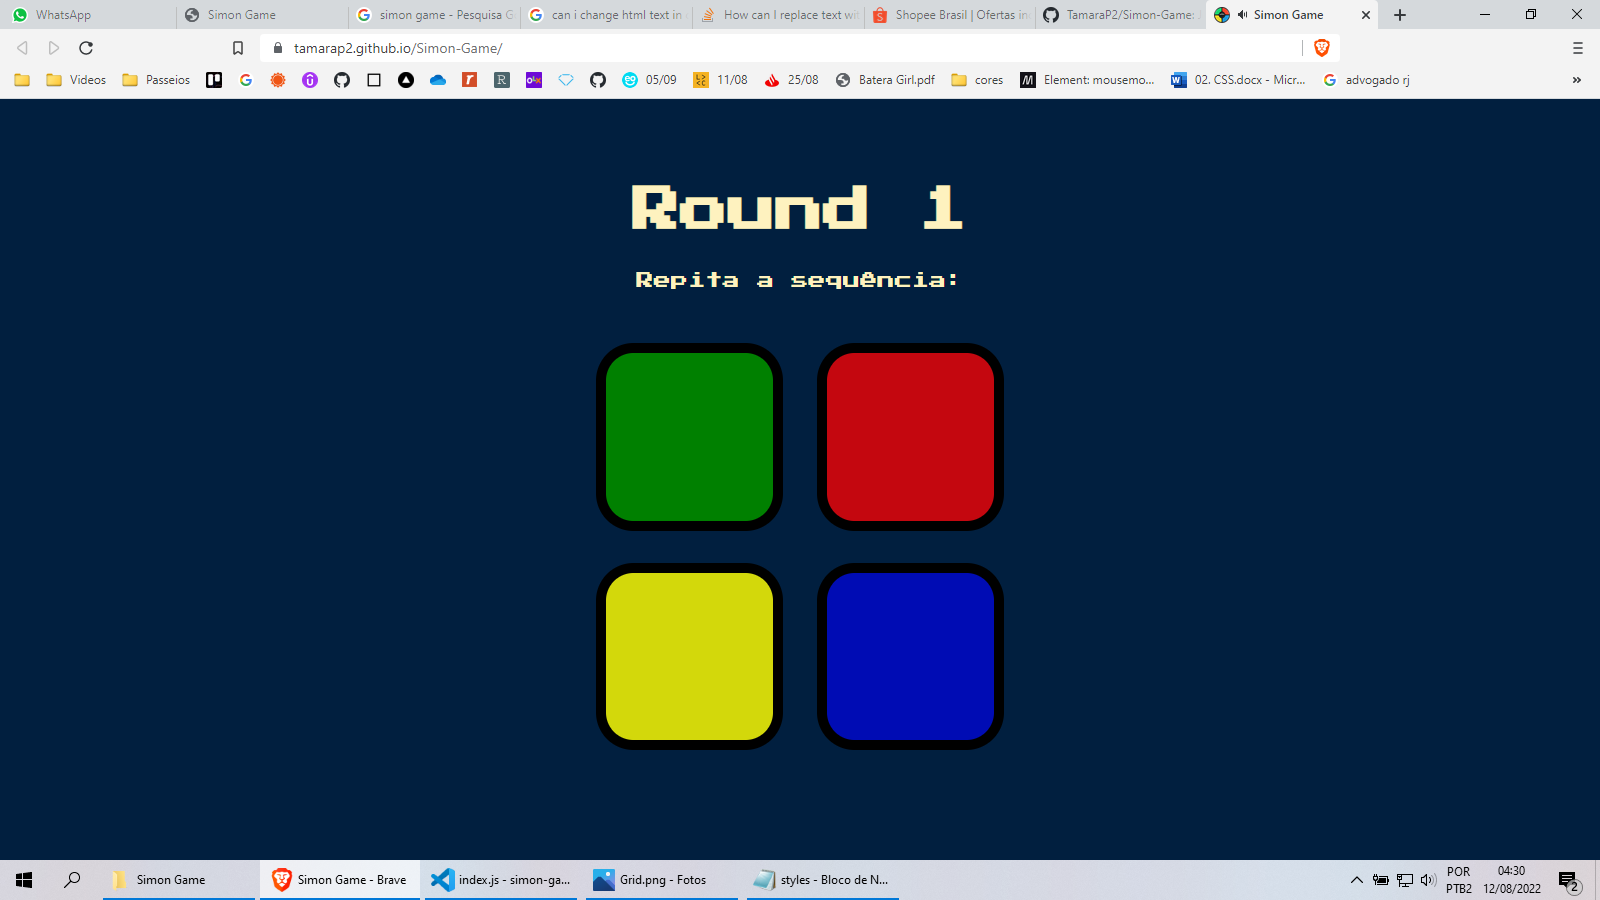 WhatsApp
Simon Game
simon game - Pesquisa G
can i change html text in
How can I replace text wit
Shopee Brasil | Ofertas in
TamaraP2/Simon-Game:
Simon Game
tamarap2.github.io/Simon-Game/
Videos
Passeios
05/09
11/08
25/08
Batera Girl.pdf
cores
Element: mousemo...
02. CSS.docx - Micr...
advogado rj
»
Round 1
Repita a sequência:
Simon Game
Simon Game - Brave
index.js - simon-ga...
Grid.png - Fotos
styles - Bloco de N...
POR
PTB2
04:30
12/08/2022
2